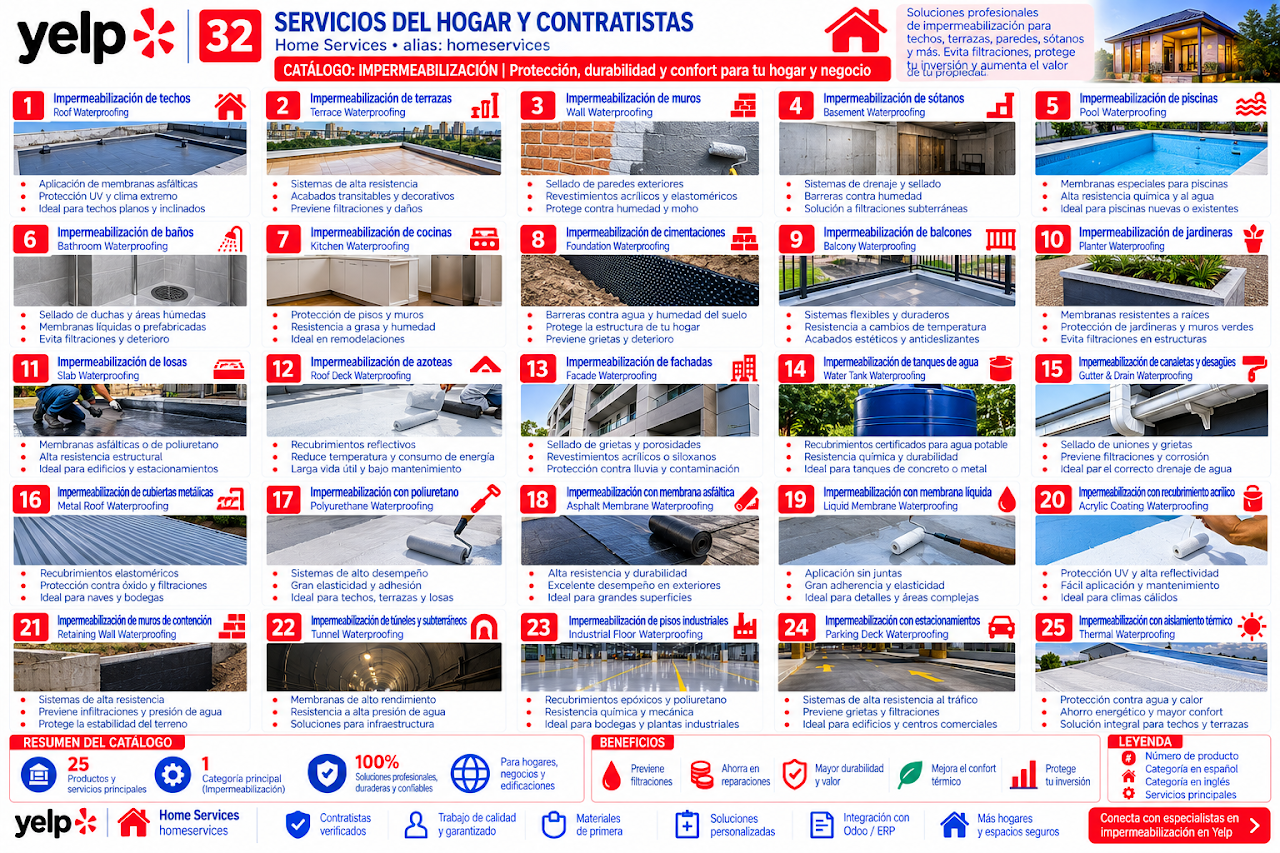 yelp
32
SERVICIOS DEL HOGAR Y CONTRATISTAS
Home Services • alias: homeservices
CATÁLOGO: IMPERMEABILIZACIÓN | Protección, durabilidad y confort para tu hogar y negocio
Soluciones profesionales
de impermeabilización para
techos, terrazas, paredes, sótanos
y más. Evita filtraciones, protege
tu inversión y aumenta el valor
de tu propiedad.
1
Impermeabilización de techos
Roof Waterproofing
• Aplicación de membranas asfálticas
• Protección UV y clima extremo
• Ideal para techos planos y inclinados
2
Impermeabilización de terrazas
Terrace Waterproofing
• Sistemas de alta resistencia
• Acabados transitables y decorativos
• Previene filtraciones y daños
3
Impermeabilización de muros
Wall Waterproofing
• Sellado de paredes exteriores
• Revestimientos acrílicos y elastoméricos
• Protege contra humedad y moho
4
Impermeabilización de sótanos
Basement Waterproofing
• Sistemas de drenaje y sellado
• Barreras contra humedad
• Solución a filtraciones subterráneas
5
Impermeabilización de piscinas
Pool Waterproofing
• Membranas especiales para piscinas
• Alta resistencia química y al agua
• Ideal para piscinas nuevas o existentes
6
Impermeabilización de baños
Bathroom Waterproofing
• Sellado de duchas y áreas húmedas
• Membranas líquidas o prefabricadas
• Evita filtraciones y deterioro
7
Impermeabilización de cocinas
Kitchen Waterproofing
• Protección de pisos y muros
• Resistencia a grasa y humedad
• Ideal en remodelaciones
8
Impermeabilización de cimentaciones
Foundation Waterproofing
• Barreras contra agua y humedad del suelo
• Protege la estructura de tu hogar
• Previene grietas y deterioro
9
Impermeabilización de balcones
Balcony Waterproofing
• Sistemas flexibles y duraderos
• Resistencia a cambios de temperatura
• Acabados estéticos y antideslizantes
10
Impermeabilización de jardineras
Planter Waterproofing
• Membranas resistentes a raíces
• Protección de jardineras y muros verdes
• Evita filtraciones en estructuras
11
Impermeabilización de losas
Slab Waterproofing
• Membranas asfálticas o de poliuretano
• Alta resistencia estructural
• Ideal para edificios y estacionamientos
12
Impermeabilización de azoteas
Roof Deck Waterproofing
• Recubrimientos reflectivos
• Reduce temperatura y consumo de energía
• Larga vida útil y bajo mantenimiento
13
Impermeabilización de fachadas
Facade Waterproofing
• Sellado de grietas y porosidades
• Revestimientos acrílicos o siloxanos
• Protección contra lluvia y contaminación
14
Impermeabilización de tanques de agua
Water Tank Waterproofing
• Recubrimientos certificados para agua potable
• Resistencia química y durabilidad
• Ideal para tanques de concreto o metal
15
Impermeabilización de canaletas y desagües
Gutter & Drain Waterproofing
• Sellado de uniones y grietas
• Previene filtraciones y corrosión
• Ideal par el correcto drenaje de agua
16
Impermeabilización de cubiertas metálicas
Metal Roof Waterproofing
• Recubrimientos elastoméricos
• Protección contra óxido y filtraciones
• Ideal para naves y bodegas
17
Impermeabilización con poliuretano
Polyurethane Waterproofing
• Sistemas de alto desempeño
• Gran elasticidad y adhesión
• Ideal para techos, terrazas y losas
18
Impermeabilización con membrana asfáltica
Asphalt Membrane Waterproofing
• Alta resistencia y durabilidad
• Excelente desempeño en exteriores
• Ideal para grandes superficies
19
Impermeabilización con membrana líquida
Liquid Membrane Waterproofing
• Aplicación sin juntas
• Gran adherencia y elasticidad
• Ideal para detalles y áreas complejas
20
Impermeabilización con recubrimiento acrílico
Acrylic Coating Waterproofing
• Protección UV y alta reflectividad
• Fácil aplicación y mantenimiento
• Ideal para climas cálidos
21
Impermeabilización de muros de contención
Retaining Wall Waterproofing
• Sistemas de alta resistencia
• Previene infiltraciones y presión de agua
• Protege la estabilidad del terreno
22
Impermeabilización de túneles y subterráneos
Tunnel Waterproofing
• Membranas de alto rendimiento
• Resistencia a alta presión de agua
• Soluciones para infraestructura
23
Impermeabilización de pisos industriales
Industrial Floor Waterproofing
• Recubrimientos epóxicos y poliuretano
• Resistencia química y mecánica
• Ideal para bodegas y plantas industriales
24
Impermeabilización con estacionamientos
Parking Deck Waterproofing
• Sistemas de alta resistencia al tráfico
• Previene grietas y filtraciones
• Ideal para edificios y centros comerciales
25
Impermeabilización con aislamiento térmico
Thermal Waterproofing
• Protección contra agua y calor
• Ahorro energético y mayor confort
• Solución integral para techos y terrazas
RESUMEN DEL CATÁLOGO
25
Productos y
servicios principales
1
Categoría principal
(Impermeabilización)
100%
Soluciones profesionales,
duraderas y confiables
Para hogares,
negocios y
edificaciones
BENEFICIOS
Previene
filtraciones
Ahorra en
reparaciones
Mayor durabilidad
y valor
Mejora el confort
térmico
Protege
tu inversión
LEYENDA
# Número de producto
Categoría en español
Categoría en inglés
Servicios principales
yelp
Home Services
homeservices
Contratistas
verificados
Trabajo de calidad
y garantizado
Materiales
de primera
Soluciones
personalizadas
Integración con
Odoo / ERP
Más hogares
y espacios seguros
Conecta con especialistas en
impermeabilización en Yelp